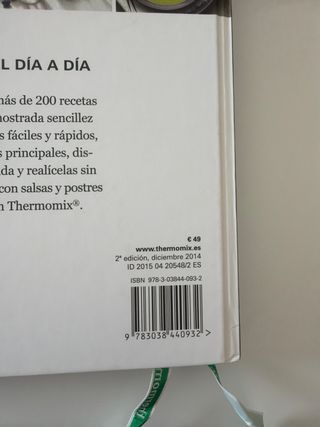 L DÍA A DÍA
más de 200 recetas
nostrada sencillez
s fáciles y rápidos,
s principales, dis-
da y realícelas sin
con salsas y postres
n Thermomix®.
€ 49
www.thermomix.es
2ª edición, diciembre 2014
ID 2015 04 20548/2 ES
ISBN 978-3-03844-093-2
9 783038 440932 >